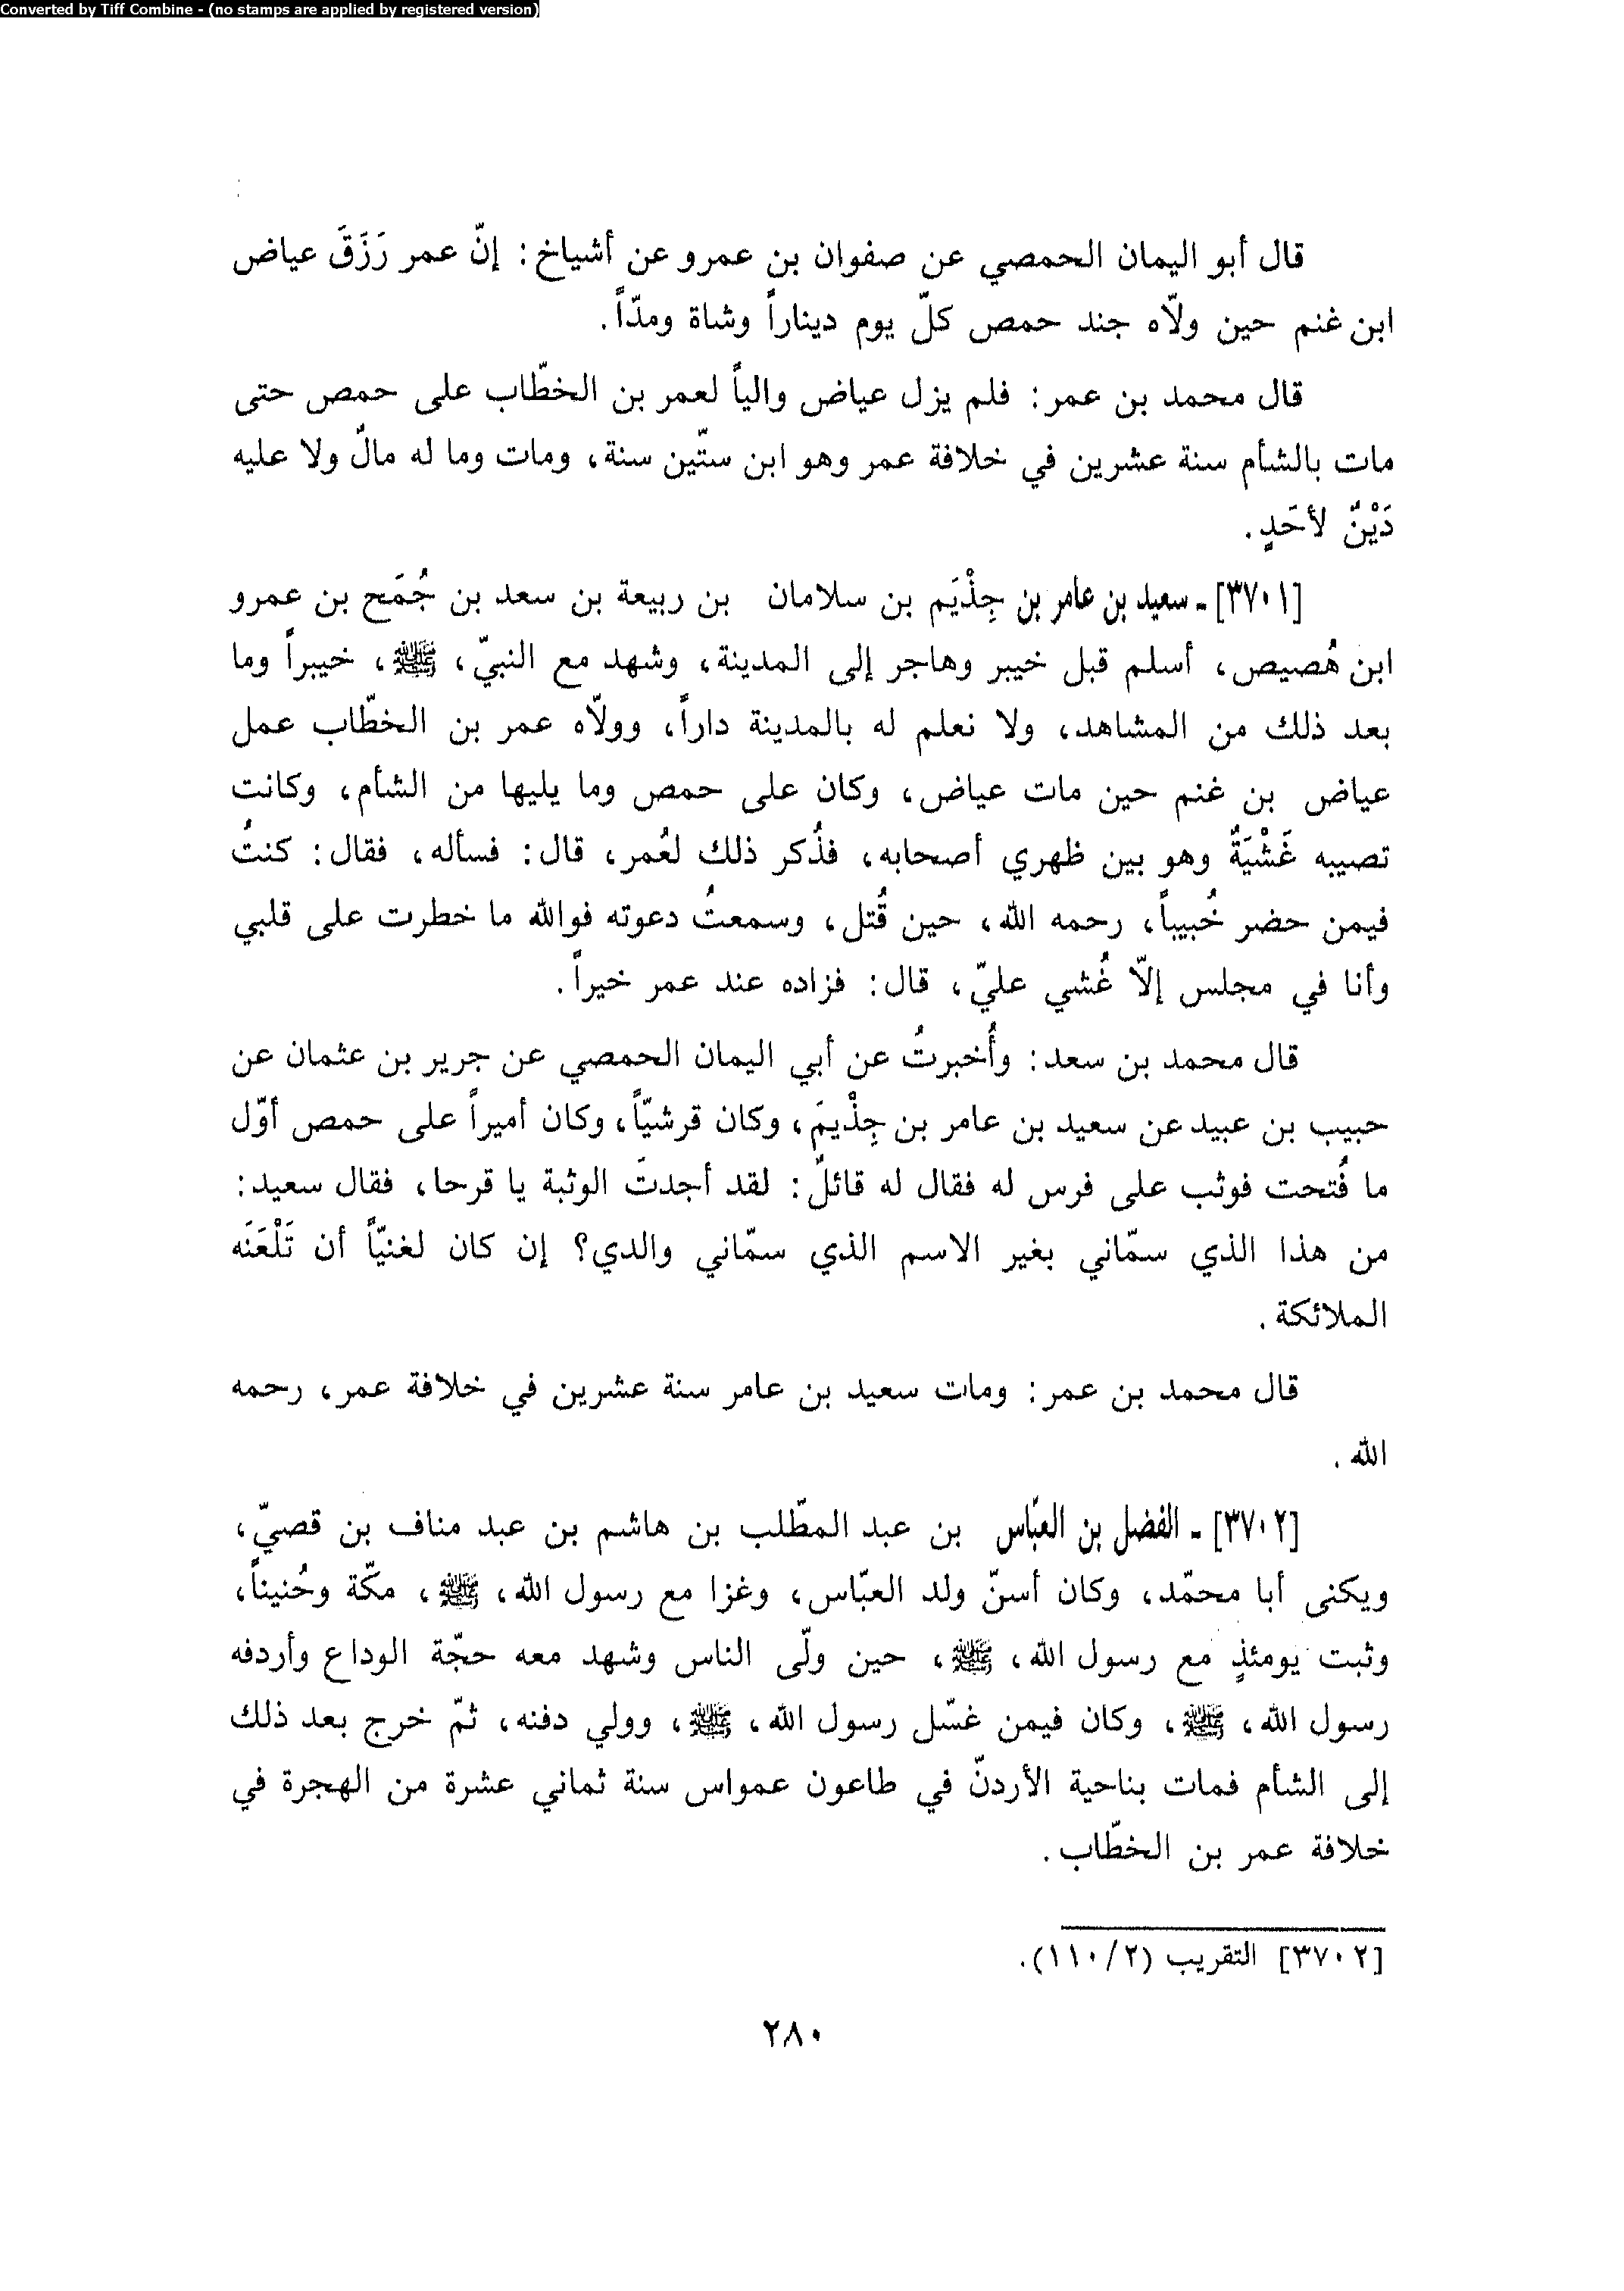 Converted by Tiff Combine - (no stamps are applied by registered version)
قال أبو اليمان الحمصي عن صفوان بن عمرو عن أشياخ: إنّ عمر رَزَقَ عياض
ابن غنم حين ولّاه جند حمص كلّ يوم ديناراً وشاة ومدّاً.
قال محمد بن عمر: فلم يزل عياض والياً لعمر بن الخطّاب على حمص حتى
مات بالشأم سنة عشرين في خلافة عمر وهو ابن ستّين سنة، ومات وما له مالٌ ولا عليه
دَيْنٌ لأحَدٍ.
[٣٧٠١] ـ سعيد بن عامر بن جِذْيَم بن سلامان بن ربيعة بن سعد بن جُمَح بن عمرو
ابن هُصيص، أسلم قبل خيبر وهاجر إلى المدينة، وشهد مع النبيّ، ﷺ، خيبراً وما
بعد ذلك من المشاهد، ولا نعلم له بالمدينة داراً، وولّاه عمر بن الخطّاب عمل
عياض بن غنم حين مات عياض، وكان على حمص وما يليها من الشأم، وكانت
تصيبه غَشْيَةٌ وهو بين ظهري أصحابه، فذُكر ذلك لعُمر، قال: فسأله، فقال: كنتُ
فيمن حضر خُبيباً، رحمه الله، حين قُتل، وسمعتُ دعوته فوالله ما خطرت على قلبي
وأنا في مجلس إلّا غُشي عليّ، قال: فزاده عند عمر خيراً.
قال محمد بن سعد: وأُخبرتُ عن أبي اليمان الحمصي عن جرير بن عثمان عن
حبيب بن عبيد عن سعيد بن عامر بن جِذْيمَ، وكان قرشيّاً، وكان أميراً على حمص أوّل
ما فُتحت فوثب على فرس له فقال له قائلٌ: لقد أجدتَ الوثبة يا قرحا، فقال سعيد:
من هذا الذي سمّاني بغير الاسم الذي سمّاني والدي؟ إن كان لغنيّاً أن تَلْعَنَه
الملائكة.
قال محمد بن عمر: ومات سعيد بن عامر سنة عشرين في خلافة عمر، رحمه
الله.
[٣٧٠٢] ـ الفضل بن العبّاس بن عبد المطّلب بن هاشم بن عبد مناف بن قصيّ،
ويكنى أبا محمّد، وكان أسنّ ولد العبّاس، وغزا مع رسول الله، ﷺ، مكّة وحُنيناً،
وثبت يومئذٍ مع رسول الله، ﷺ، حين ولّى الناس وشهد معه حجّة الوداع وأردفه
رسول الله، ﷺ، وكان فيمن غسّل رسول الله، ﷺ، وولي دفنه، ثمّ خرج بعد ذلك
إلى الشأم فمات بناحية الأردنّ في طاعون عمواس سنة ثماني عشرة من الهجرة في
خلافة عمر بن الخطّاب.
[٣٧٠٢] التقريب (٢/١١٠).
٢٨٠